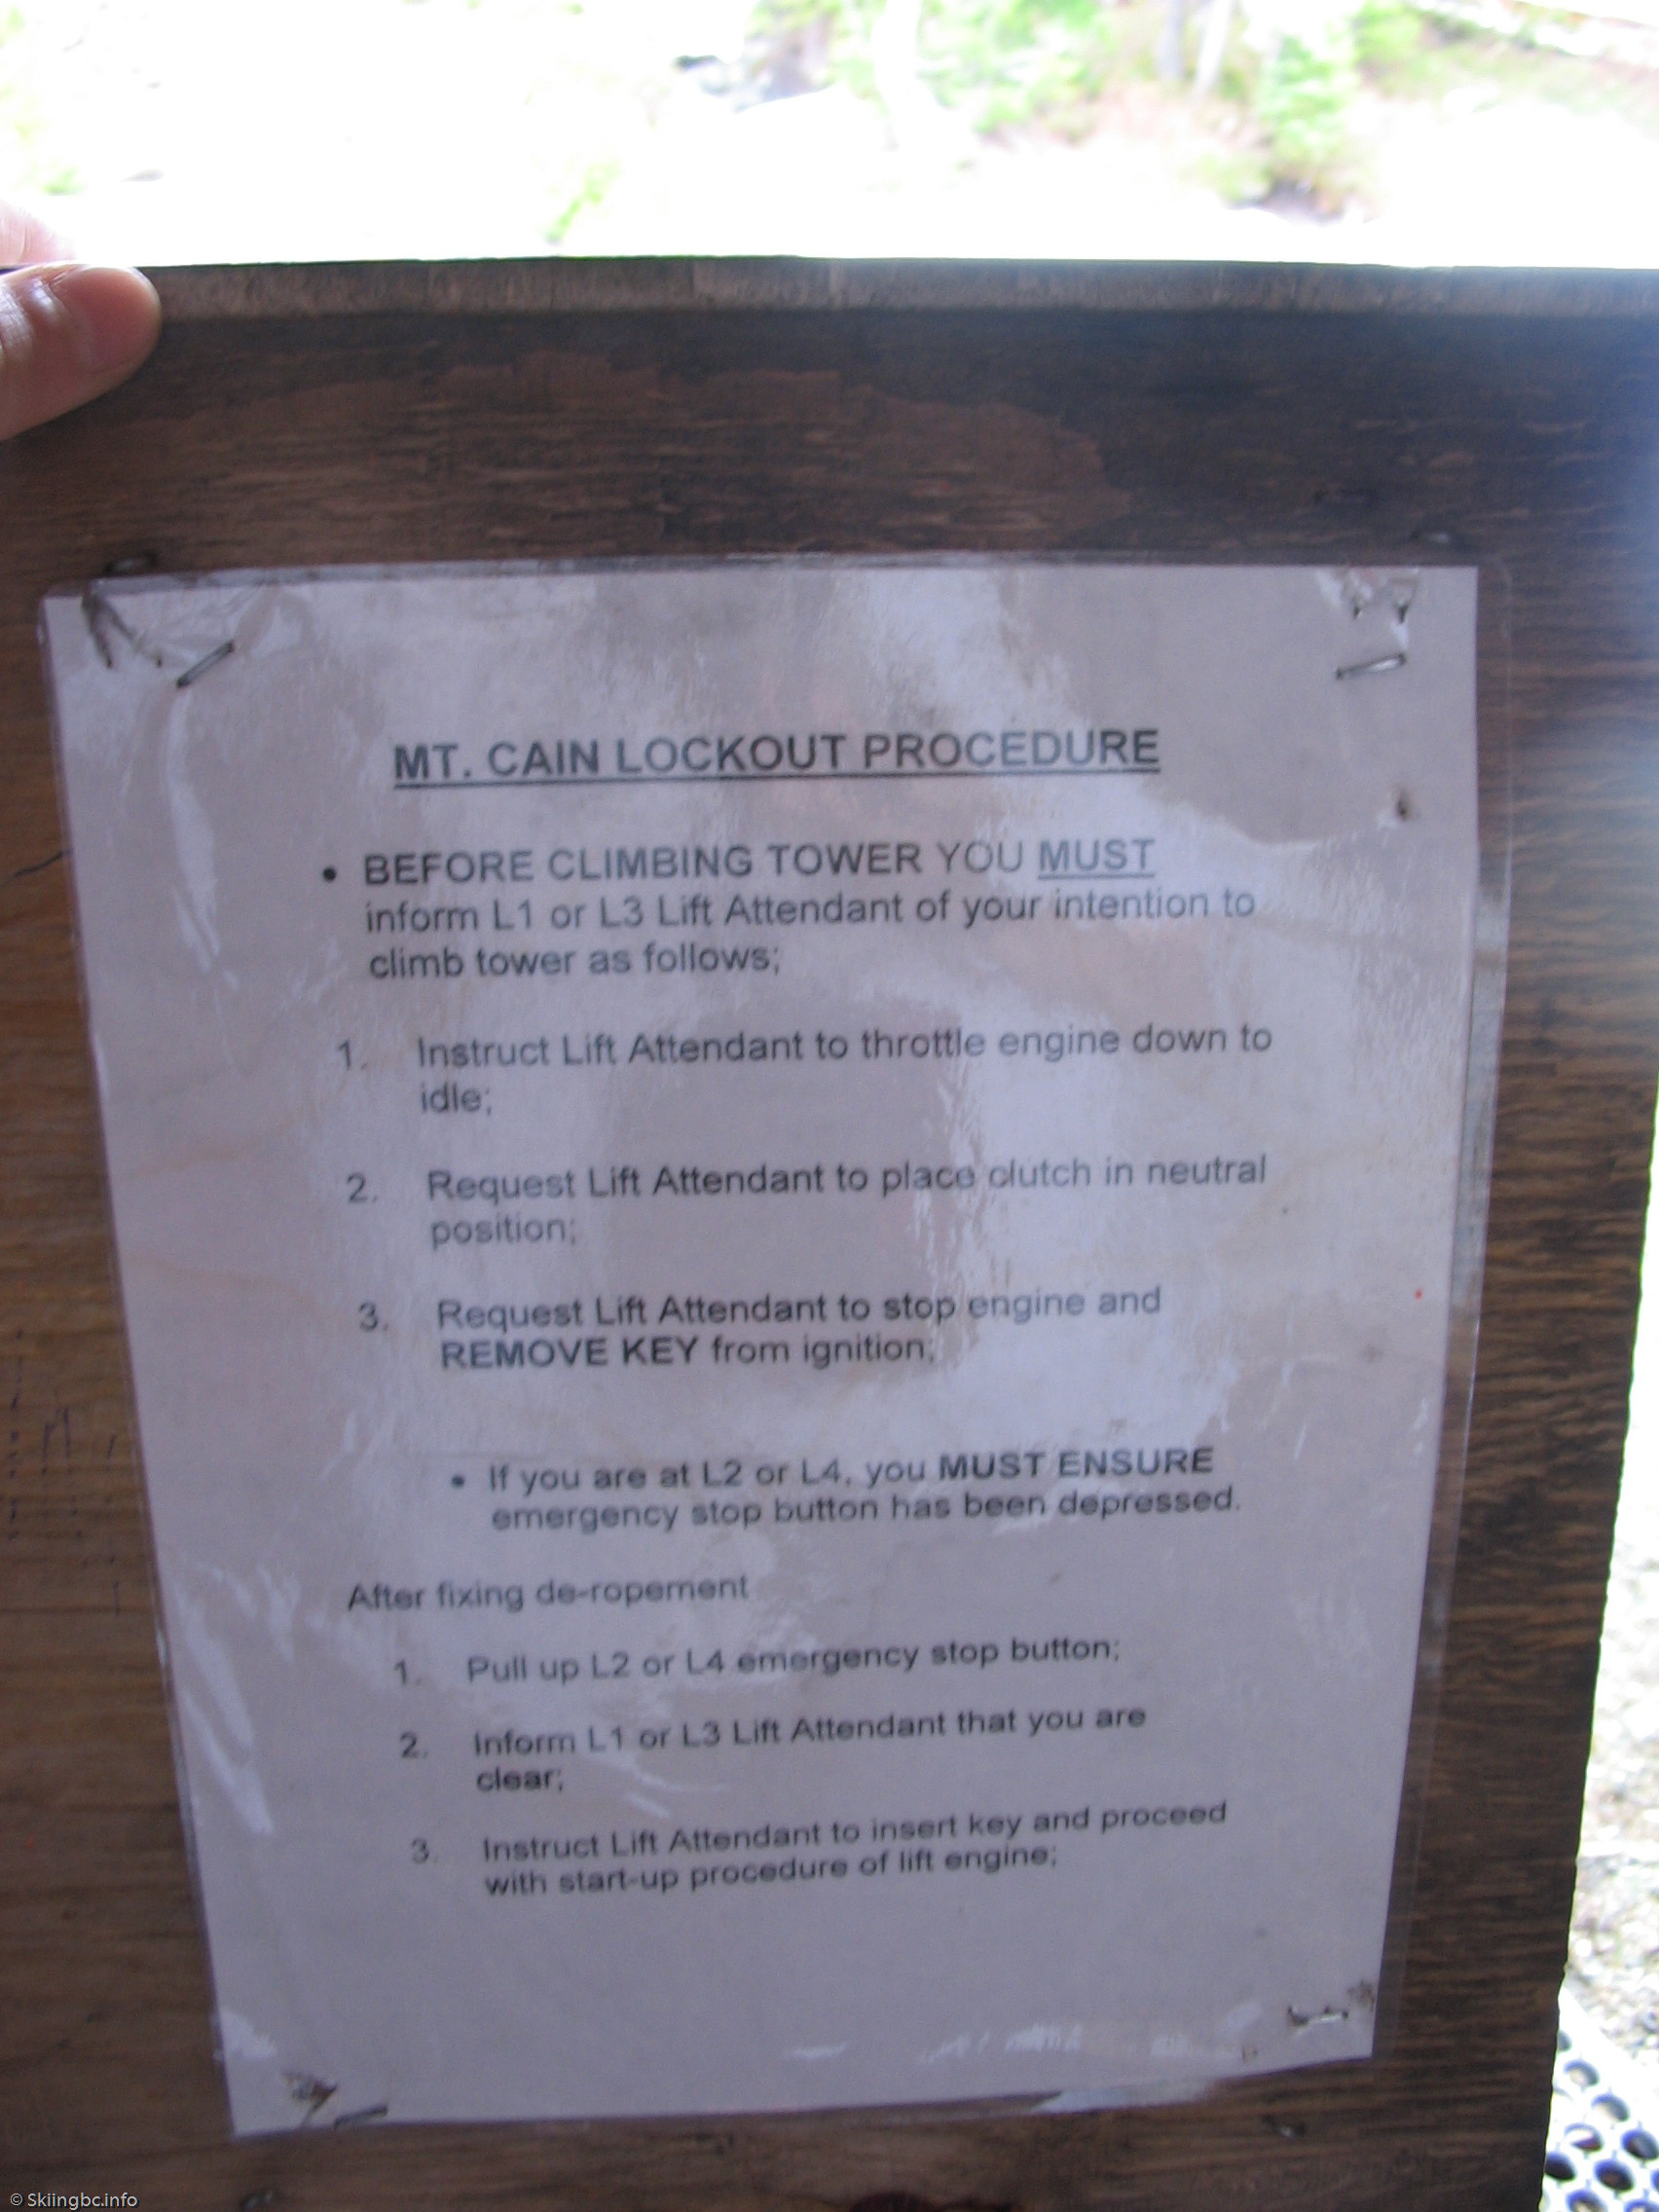 MT. CAIN LOCKOUT PROCEDURE
• BEFORE CLIMBING TOWER YOU MUST
inform L1 or L3 Lift Attendant of your intention to
climb tower as follows;
1. Instruct Lift Attendant to throttle engine down to
idle;
2. Request Lift Attendant to place clutch in neutral
position;
3. Request Lift Attendant to stop engine and
REMOVE KEY from ignition;
• If you are at L2 or L4, you MUST ENSURE
emergency stop button has been depressed.
After fixing de-ropement
1. Pull up L2 or L4 emergency stop button;
2. Inform L1 or L3 Lift Attendant that you are
clear;
3. Instruct Lift Attendant to insert key and proceed
with start-up procedure of lift engine;
© Skiingbc.info